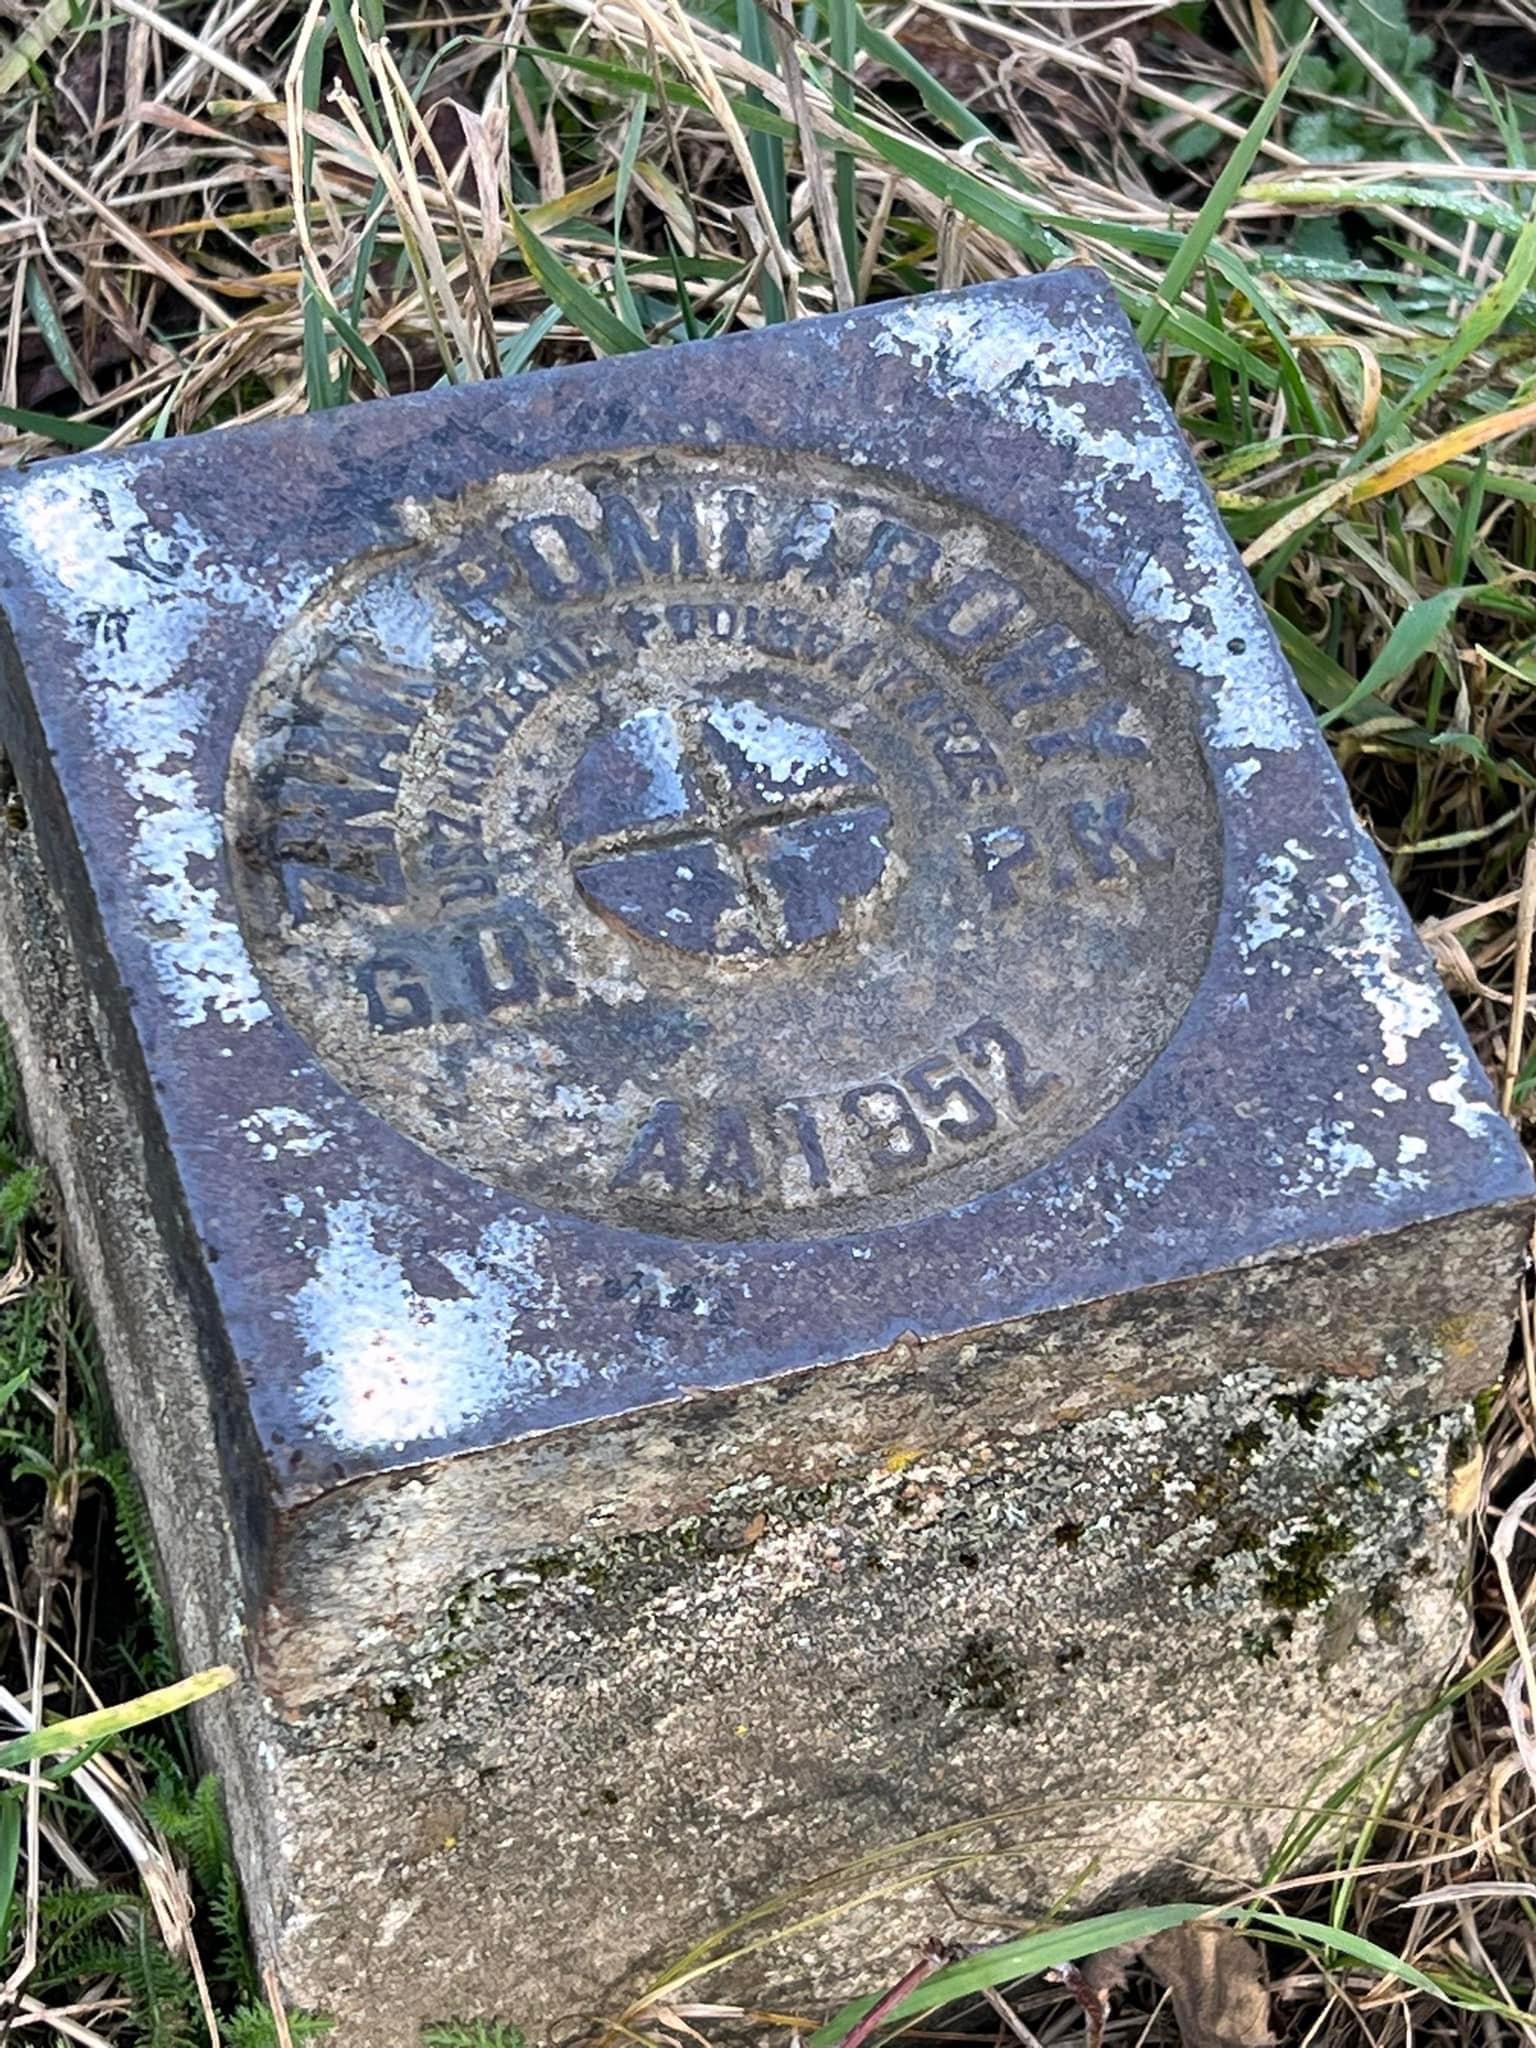 ZNAK POMIAROWY P.K
USZKODZENIE PODLEGA KARZE
AA1952